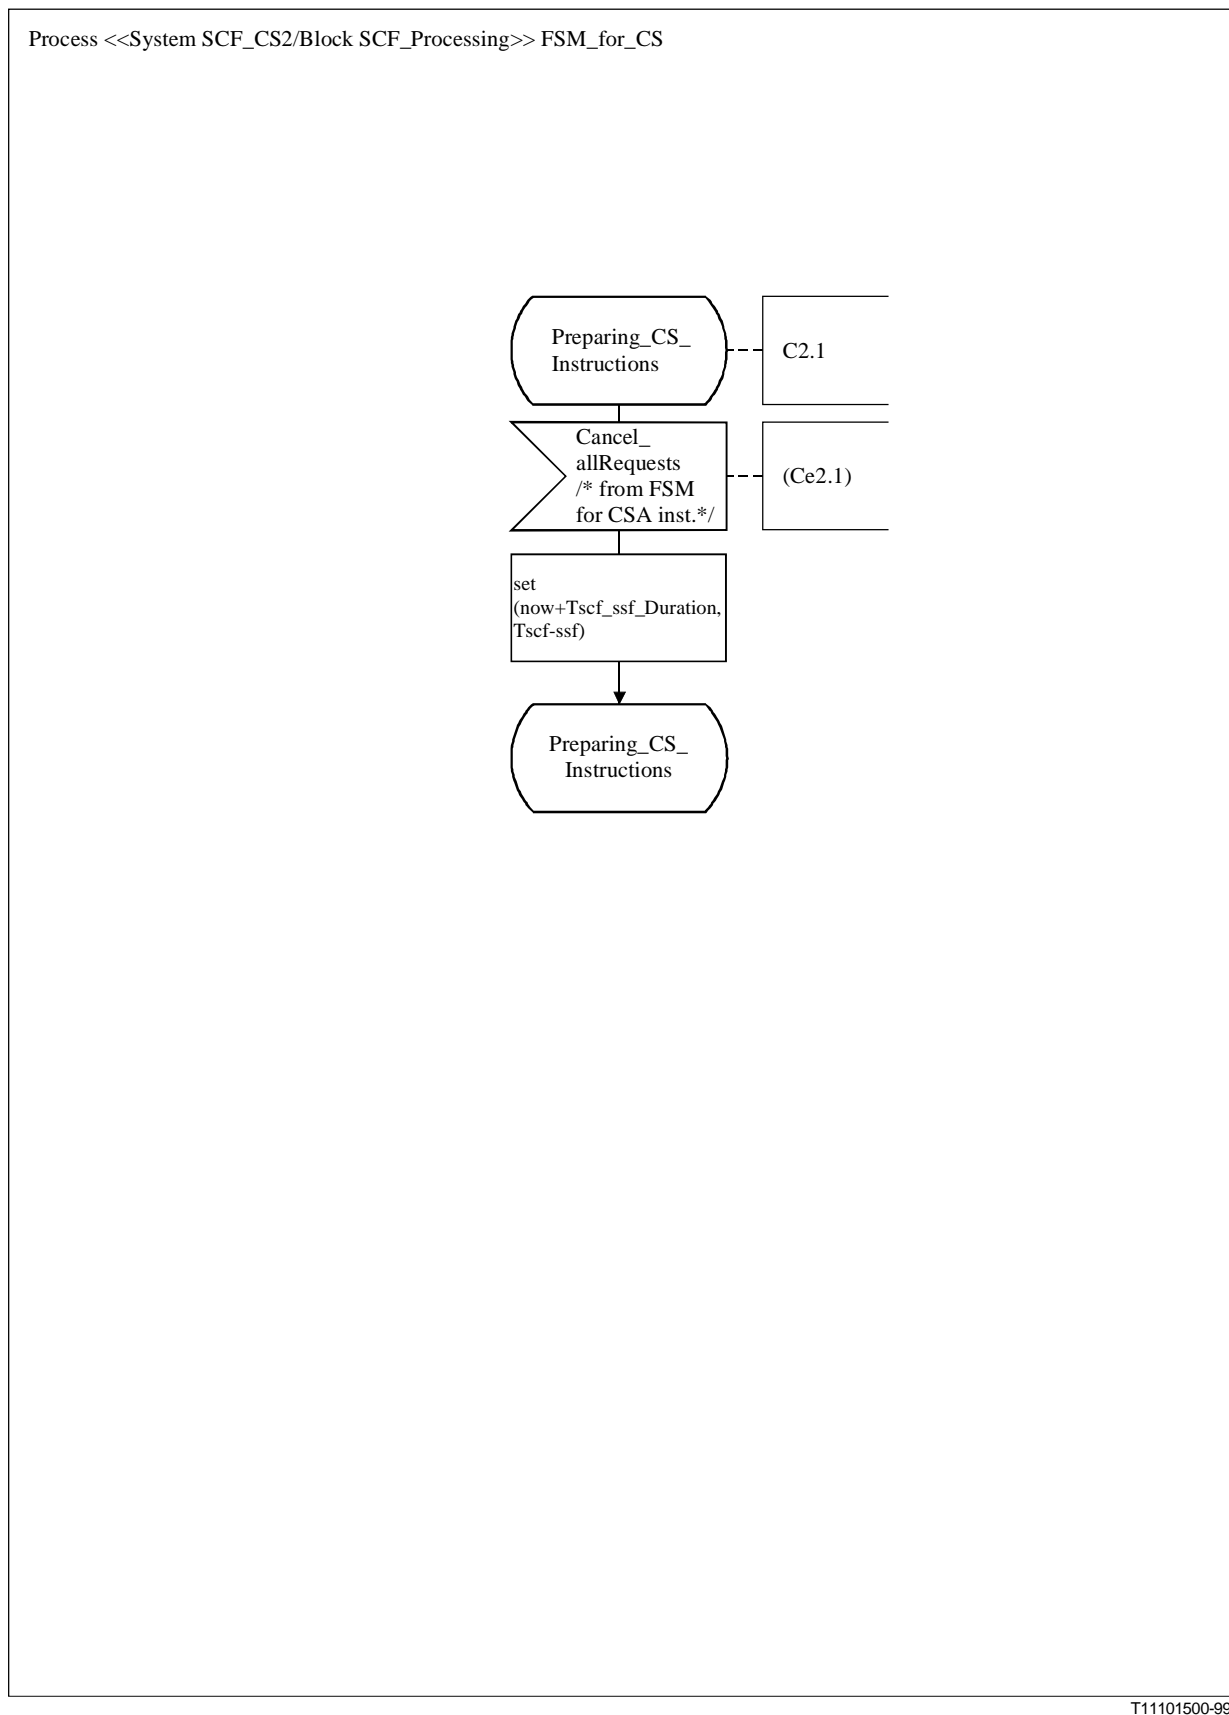 Process <<System SCF_CS2/Block SCF_Processing>> FSM_for_CS
Preparing_CS_
Instructions
C2.1
Cancel_
allRequests
/* from FSM
for CSA inst.*/
(Ce2.1)
set
(now+Tscf_ssf_Duration,
Tscf-ssf)
Preparing_CS_
Instructions
T11101500-99